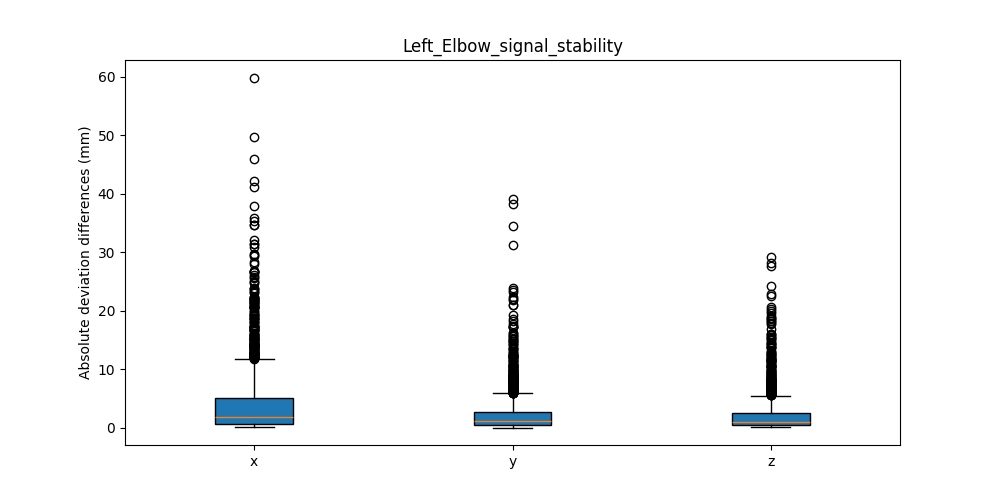 Left_Elbow_signal_stability
Absolute deviation differences (mm)
60
50
40
30
20
10
0
x y z